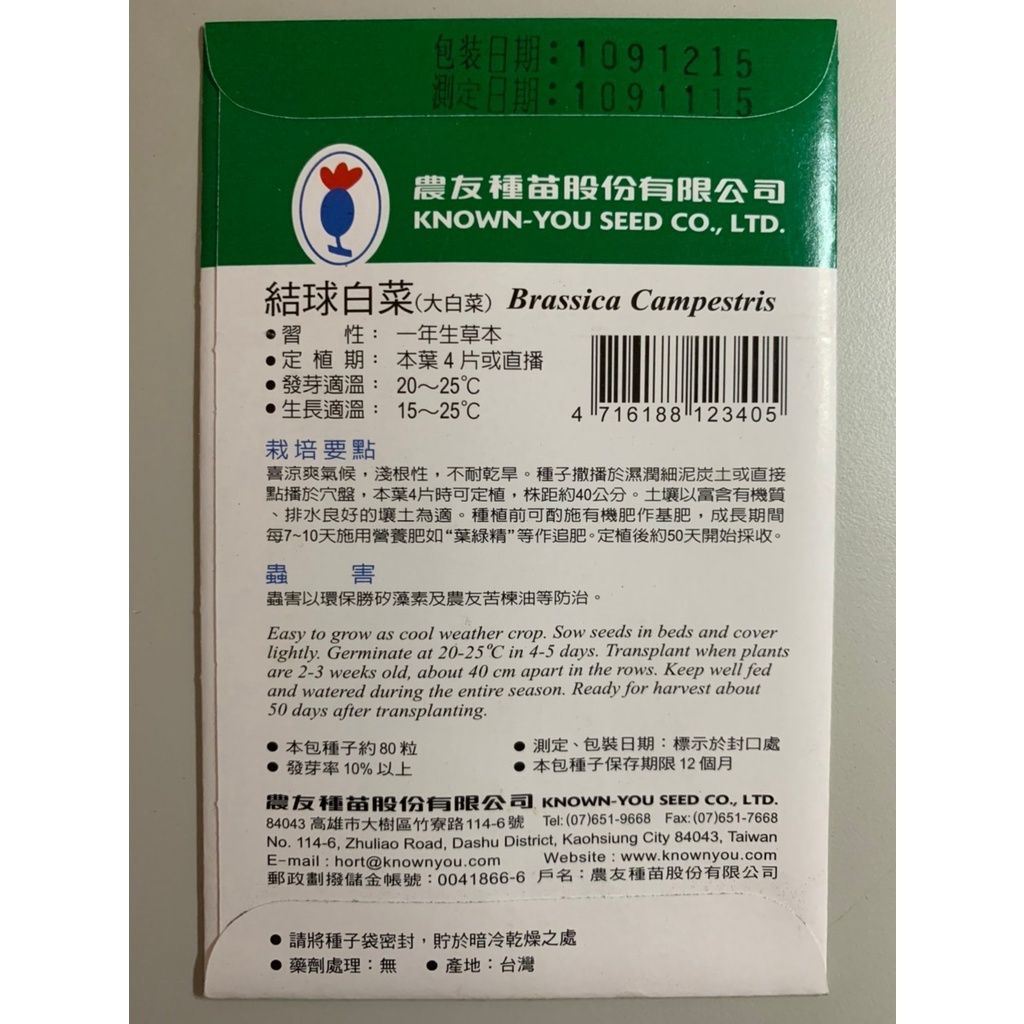 包裝日期:1091215
測定日期:1091115
農友種苗股份有限公司
KNOWN-YOU SEED CO., LTD.
結球白菜(大白菜) Brassica Campestris
●習　　性： 一年生草本
●定 植 期： 本葉 4 片或直播
●發芽適溫： 20～25℃
●生長適溫： 15～25℃
4 716188 123405
栽培要點
喜涼爽氣候，淺根性，不耐乾旱。種子撒播於濕潤細泥炭土或直接
點播於穴盤，本葉4片時可定植，株距約40公分。土壤以富含有機質
、排水良好的壤土為適。種植前可酌施有機肥作基肥，成長期間
每7~10天施用營養肥如“葉綠精”等作追肥。定植後約50天開始採收。
蟲　　害
蟲害以環保勝矽藻素及農友苦楝油等防治。
Easy to grow as cool weather crop. Sow seeds in beds and cover
lightly. Germinate at 20-25℃ in 4-5 days. Transplant when plants
are 2-3 weeks old, about 40 cm apart in the rows. Keep well fed
and watered during the entire season. Ready for harvest about
50 days after transplanting.
● 本包種子約 80 粒　● 測定、包裝日期：標示於封口處
● 發芽率 10% 以上　● 本包種子保存期限 12 個月
農友種苗股份有限公司 KNOWN-YOU SEED CO., LTD.
84043 高雄市大樹區竹寮路 114-6 號 Tel: (07)651-9668 Fax: (07)651-7668
No. 114-6, Zhuliao Road, Dashu District, Kaohsiung City 84043, Taiwan
E-mail : hort@knownyou.com Website : www.knownyou.com
郵政劃撥儲金帳號：0041866-6 戶名：農友種苗股份有限公司
● 請將種子袋密封，貯於暗冷乾燥之處
● 藥劑處理：無 ● 產地：台灣